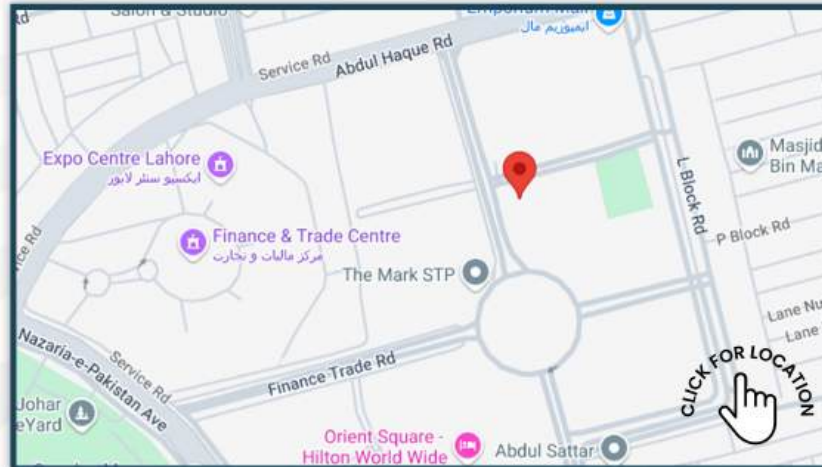 Salon & Studio
Emporium Mall
ایمپوریم مال
Service Rd
Abdul Haque Rd
Expo Centre Lahore
ایکسپو سنٹر لاہور
Masjid
Bin Ma
L Block Rd
Finance & Trade Centre
مرکز مالیات و تجارت
P Block Rd
The Mark STP
Lane Nu
Lane
Service Rd
Nazaria-e-Pakistan Ave
Finance Trade Rd
CLICK FOR LOCATION
Johar
eYard
Orient Square -
Hilton World Wide
Abdul Sattar